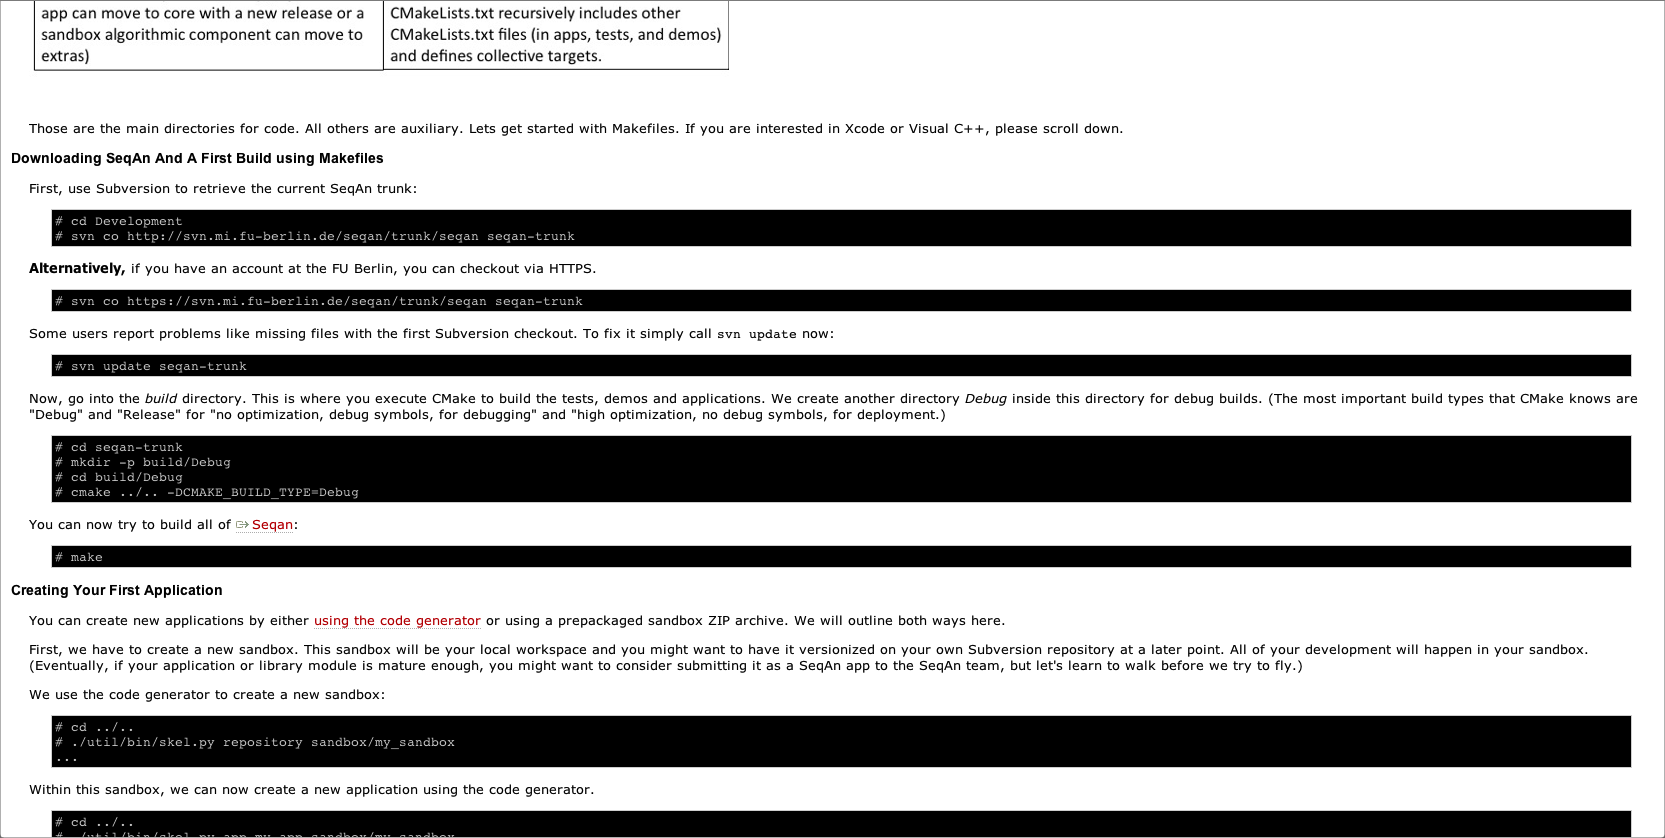 app can move to core with a new release or a
sandbox algorithmic component can move to
extras)
CMakeLists.txt recursively includes other
CMakeLists.txt files (in apps, tests, and demos)
and defines collective targets.
Those are the main directories for code. All others are auxiliary. Lets get started with Makefiles. If you are interested in Xcode or Visual C++, please scroll down.
Downloading SeqAn And A First Build using Makefiles
First, use Subversion to retrieve the current SeqAn trunk:
# cd Development
# svn co http://svn.mi.fu-berlin.de/seqan/trunk/seqan seqan-trunk
Alternatively, if you have an account at the FU Berlin, you can checkout via HTTPS.
# svn co https://svn.mi.fu-berlin.de/seqan/trunk/seqan seqan-trunk
Some users report problems like missing files with the first Subversion checkout. To fix it simply call svn update now:
# svn update seqan-trunk
Now, go into the build directory. This is where you execute CMake to build the tests, demos and applications. We create another directory Debug inside this directory for debug builds. (The most important build types that CMake knows are
"Debug" and "Release" for "no optimization, debug symbols, for debugging" and "high optimization, no debug symbols, for deployment.)
# cd seqan-trunk
# mkdir -p build/Debug
# cd build/Debug
# cmake ../.. -DCMAKE_BUILD_TYPE=Debug
You can now try to build all of Seqan:
# make
Creating Your First Application
You can create new applications by either using the code generator or using a prepackaged sandbox ZIP archive. We will outline both ways here.
First, we have to create a new sandbox. This sandbox will be your local workspace and you might want to have it versionized on your own Subversion repository at a later point. All of your development will happen in your sandbox.
(Eventually, if your application or library module is mature enough, you might want to consider submitting it as a SeqAn app to the SeqAn team, but let's learn to walk before we try to fly.)
We use the code generator to create a new sandbox:
# cd ../..
# ./util/bin/skel.py repository sandbox/my_sandbox
...
Within this sandbox, we can now create a new application using the code generator.
# cd ../..
# ./util/bin/skel.py app my_app sandbox/my_sandbox